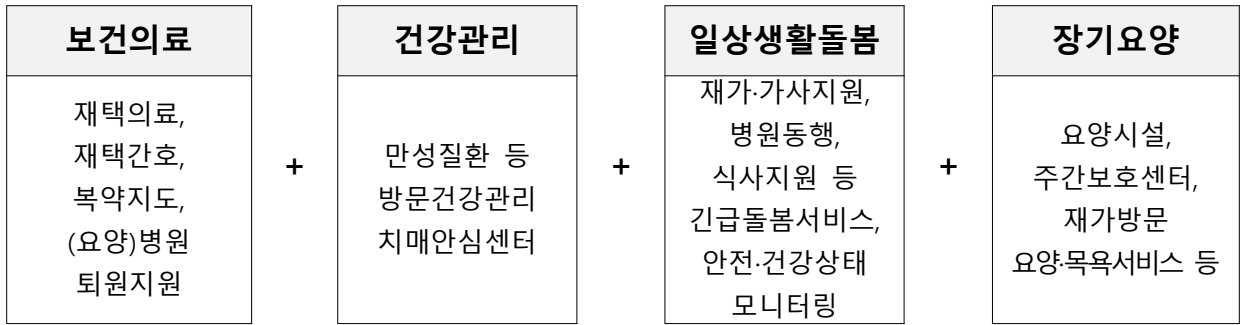 보건의료
재택의료,
재택간호,
복약지도,
(요양)병원
퇴원지원
+
건강관리
만성질환 등
방문건강관리
치매안심센터
+
일상생활돌봄
재가·가사지원,
병원동행,
식사지원 등
긴급돌봄서비스,
안전·건강상태
모니터링
+
장기요양
요양시설,
주간보호센터,
재가방문
요양·목욕서비스 등